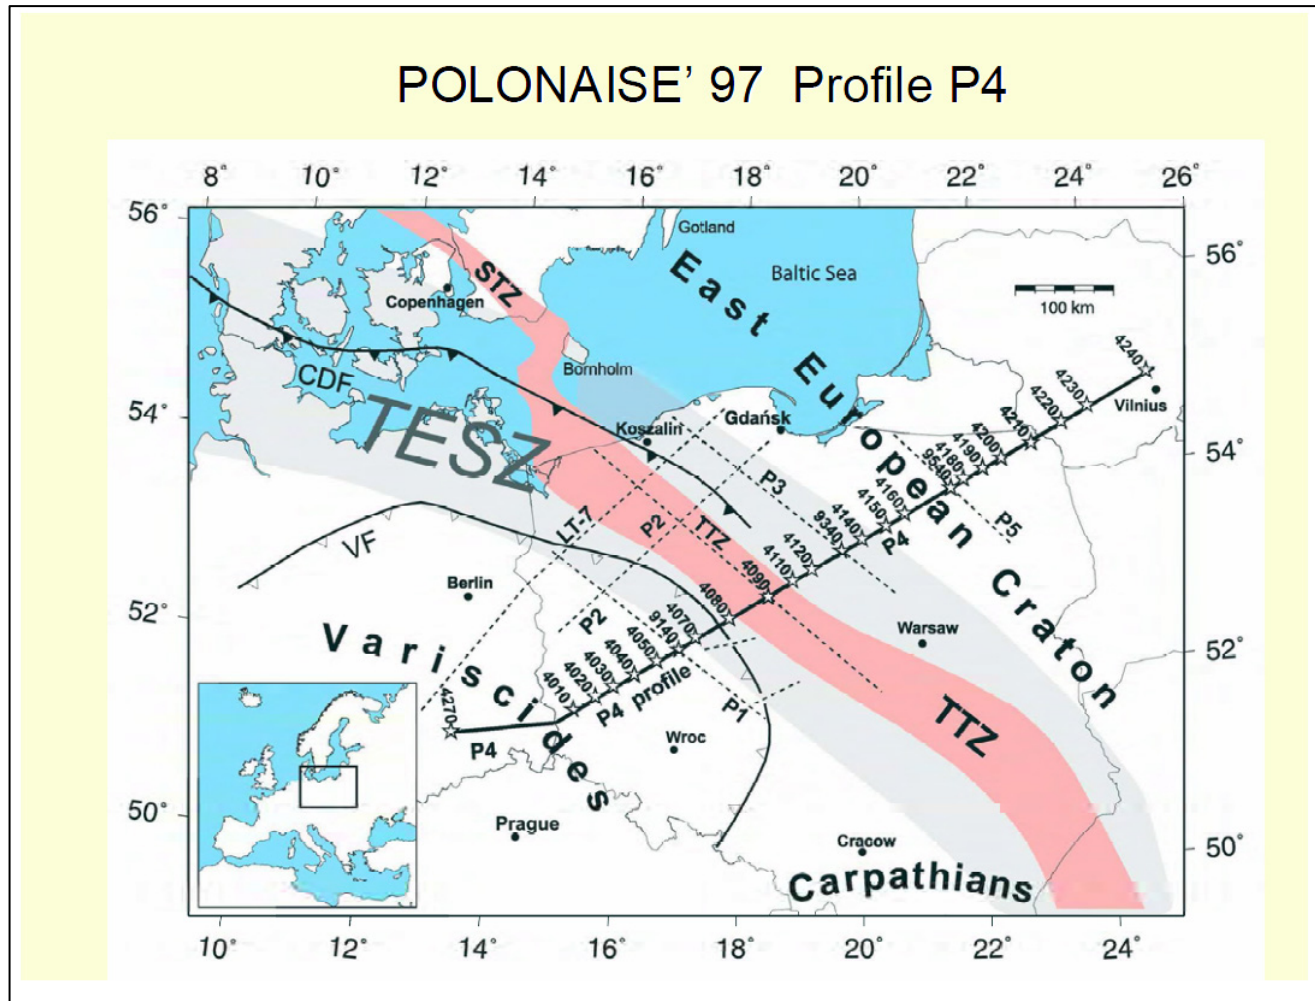 POLONAISE’ 97 Profile P4
8° 10° 12° 14° 16° 18° 20° 22° 24° 26°
56°
54°
52°
50°
56°
54°
52°
50°
10° 12° 14° 16° 18° 20° 22° 24°
Gotland
Baltic Sea
STZ
Copenhagen
East European Craton
100 km
Bornholm
CDF
TESZ
Koszalin
Gdańsk
Vilnius
4240
4230
4220
4210
4200
4190
4180
9540
4160
4150
4140
9340
4120
4110
4090
4080
4070
9140
4050
4040
4030
4020
4010
4270
P3
P5
P4
LT-7
P2
TTZ
VF
Berlin
P2
Warsaw
Variscides
P4 profile
P1
P4
Wroc
TTZ
Prague
Cracow
Carpathians